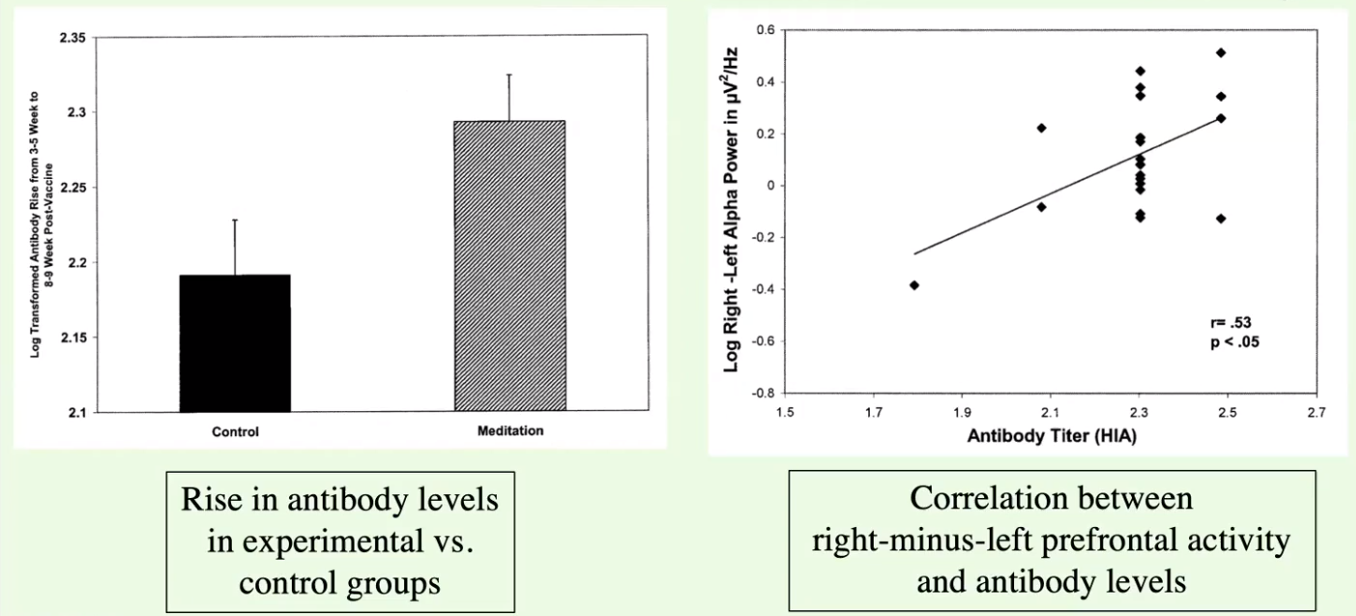 2.35
2.3
2.25
2.2
2.15
2.1
Log Transformed Antibody Rise from 3-5 Week to
8-9 Week Post-Vaccine
Control
Meditation
Rise in antibody levels
in experimental vs.
control groups
0.6
0.4
0.2
0
-0.2
-0.4
-0.6
-0.8
Log Right -Left Alpha Power in µV²/Hz
r= .53
p < .05
1.5
1.7
1.9
2.1
2.3
2.5
2.7
Antibody Titer (HIA)
Correlation between
right-minus-left prefrontal activity
and antibody levels